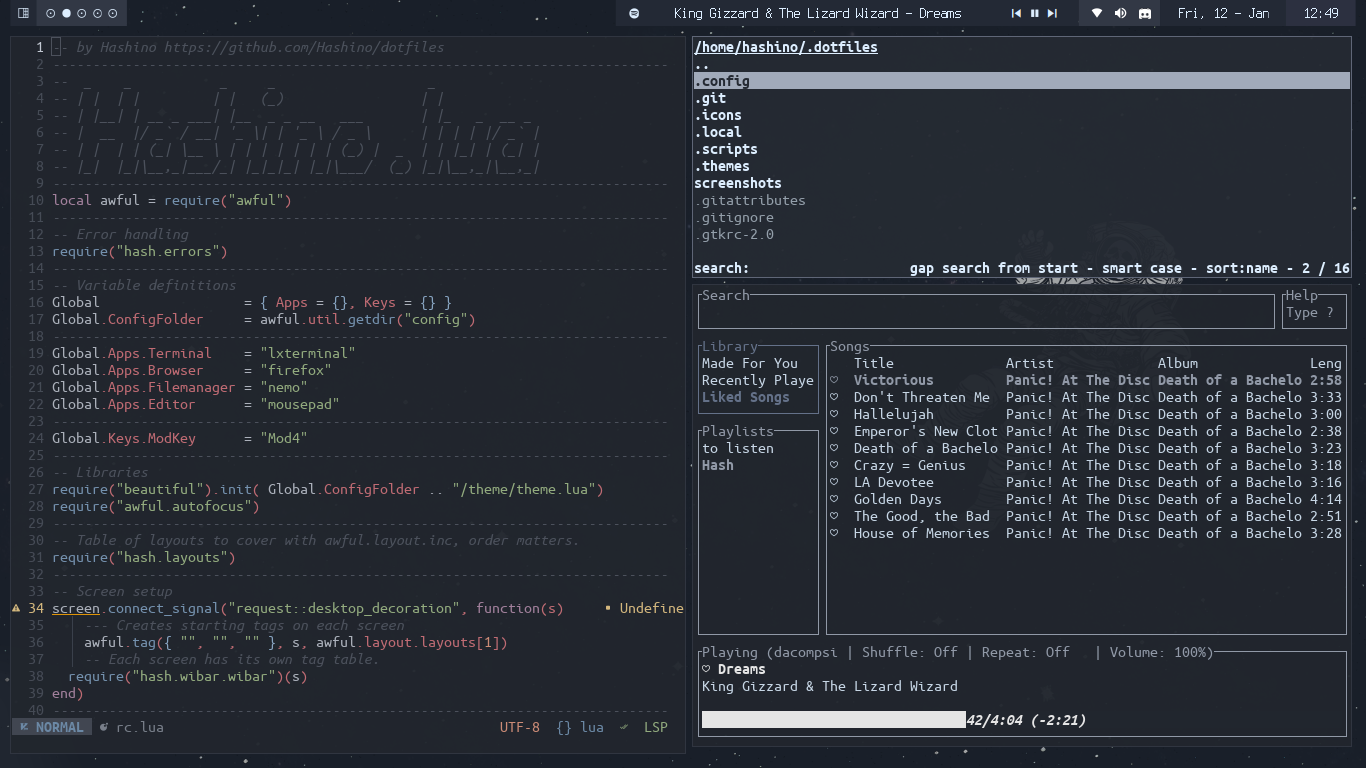 King Gizzard & The Lizard Wizard - Dreams
Fri, 12 - Jan
12:49
1 -- by Hashino https://github.com/Hashino/dotfiles
2 -----------------------------------------------------------------------------
3 --
4 --
5 --
6 --
7 --
8 --
Hashino.lua
9 -----------------------------------------------------------------------------
10 local awful = require("awful")
11 -----------------------------------------------------------------------------
12 -- Error handling
13 require("hash.errors")
14 -----------------------------------------------------------------------------
15 -- Variable definitions
16 Global                  = { Apps = {}, Keys = {} }
17 Global.ConfigFolder     = awful.util.getdir("config")
18 -----------------------------------------------------------------------------
19 Global.Apps.Terminal    = "lxterminal"
20 Global.Apps.Browser     = "firefox"
21 Global.Apps.Filemanager = "nemo"
22 Global.Apps.Editor      = "mousepad"
23 -----------------------------------------------------------------------------
24 Global.Keys.ModKey      = "Mod4"
25 -----------------------------------------------------------------------------
26 -- Libraries
27 require("beautiful").init( Global.ConfigFolder .. "/theme/theme.lua")
28 require("awful.autofocus")
29 -----------------------------------------------------------------------------
30 -- Table of layouts to cover with awful.layout.inc, order matters.
31 require("hash.layouts")
32 -----------------------------------------------------------------------------
33 -- Screen setup
34 screen.connect_signal("request::desktop_decoration", function(s)     ▪ Undefine
35     --- Creates starting tags on each screen
36     awful.tag({ "", "", "" }, s, awful.layout.layouts[1])
37     -- Each screen has its own tag table.
38   require("hash.wibar.wibar")(s)
39 end)
40 -----------------------------------------------------------------------------
NORMAL rc.lua UTF-8 {} lua LSP
/home/hashino/.dotfiles
..
.config
.git
.icons
.local
.scripts
.themes
screenshots
.gitattributes
.gitignore
.gtkrc-2.0
search: gap search from start - smart case - sort:name - 2 / 16
Search
Help
Type ?
Library
Made For You
Recently Playe
Liked Songs
Playlists
to listen
Hash
Songs
Title Artist Album Leng
♡ Victorious Panic! At The Disc Death of a Bachelo 2:58
♡ Don't Threaten Me Panic! At The Disc Death of a Bachelo 3:33
♡ Hallelujah Panic! At The Disc Death of a Bachelo 3:00
♡ Emperor's New Clot Panic! At The Disc Death of a Bachelo 2:38
♡ Death of a Bachelo Panic! At The Disc Death of a Bachelo 3:23
♡ Crazy = Genius Panic! At The Disc Death of a Bachelo 3:18
♡ LA Devotee Panic! At The Disc Death of a Bachelo 3:16
♡ Golden Days Panic! At The Disc Death of a Bachelo 4:14
♡ The Good, the Bad Panic! At The Disc Death of a Bachelo 2:51
♡ House of Memories Panic! At The Disc Death of a Bachelo 3:28
Playing (dacompsi | Shuffle: Off | Repeat: Off   | Volume: 100%)
♡ Dreams
King Gizzard & The Lizard Wizard
42/4:04 (-2:21)